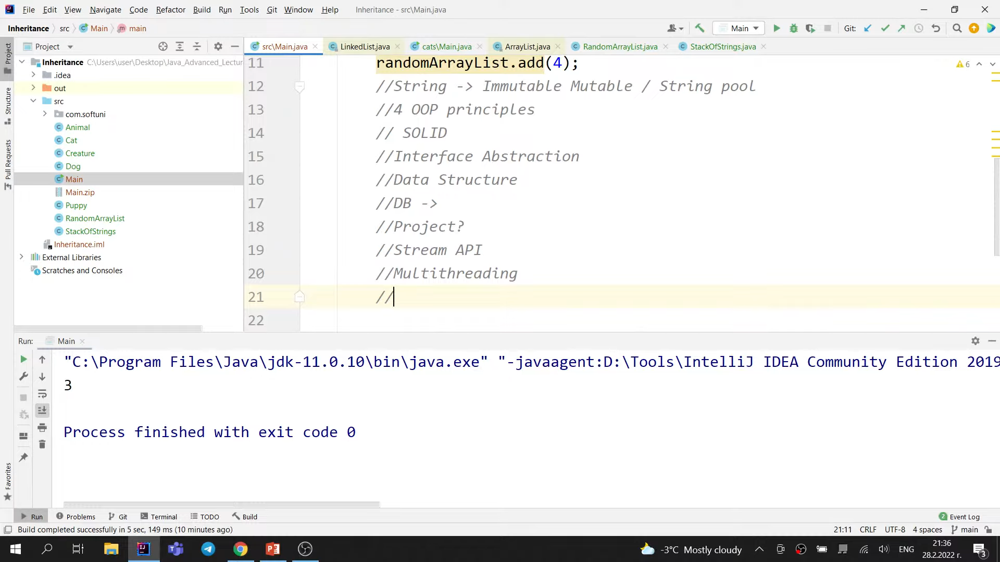 File Edit View Navigate Code Refactor Build Run Tools Git Window Help Inheritance - src\Main.java
Inheritance src Main main Main Git:
Project
src\Main.java LinkedList.java cats\Main.java ArrayList.java RandomArrayList.java StackOfStrings.java
Project
Structure
Pull Requests
Favorites
Inheritance C:\Users\user\Desktop\Java_Advanced_Lectur
.idea
out
src
com.softuni
Animal
Cat
Creature
Dog
Main
Main.zip
Puppy
RandomArrayList
StackOfStrings
Inheritance.iml
External Libraries
Scratches and Consoles
11 randomArrayList.add(4);
6
12 //String -> Immutable Mutable / String pool
13 //4 OOP principles
14 // SOLID
15 //Interface Abstraction
16 //Data Structure
17 //DB ->
18 //Project?
19 //Stream API
20 //Multithreading
21 //
22
Run: Main
"C:\Program Files\Java\jdk-11.0.10\bin\java.exe" "-javaagent:D:\Tools\IntelliJ IDEA Community Edition 2019
3
Process finished with exit code 0
Run Problems Git Terminal TODO Build 2 Event Log
Build completed successfully in 5 sec, 149 ms (10 minutes ago) 21:11 CRLF UTF-8 4 spaces main
-3°C Mostly cloudy ENG 21:36
28.2.2022 г. 3